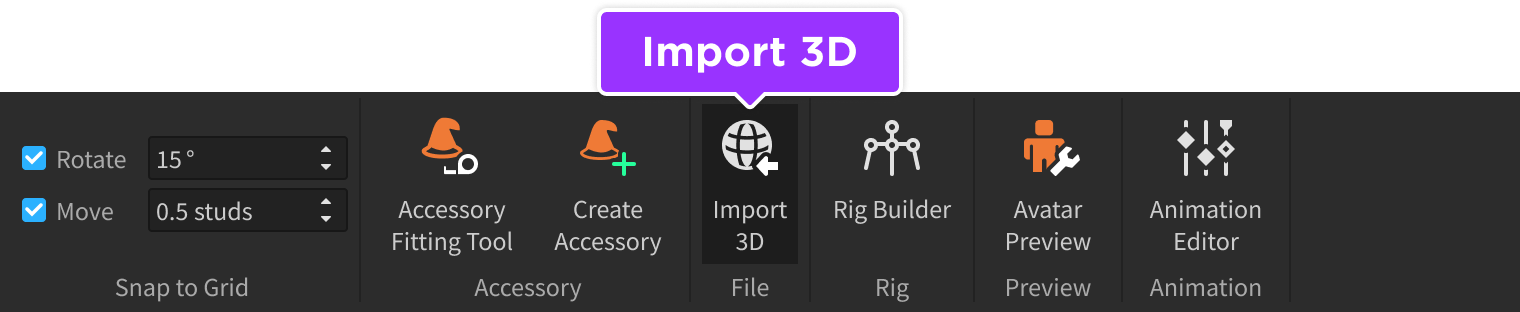 Import 3D
Rotate 15°
Move 0.5 studs
Snap to Grid
Accessory
Fitting Tool
Create
Accessory
Accessory
Import
3D
File
Rig Builder
Rig
Avatar
Preview
Preview
Animation
Editor
Animation